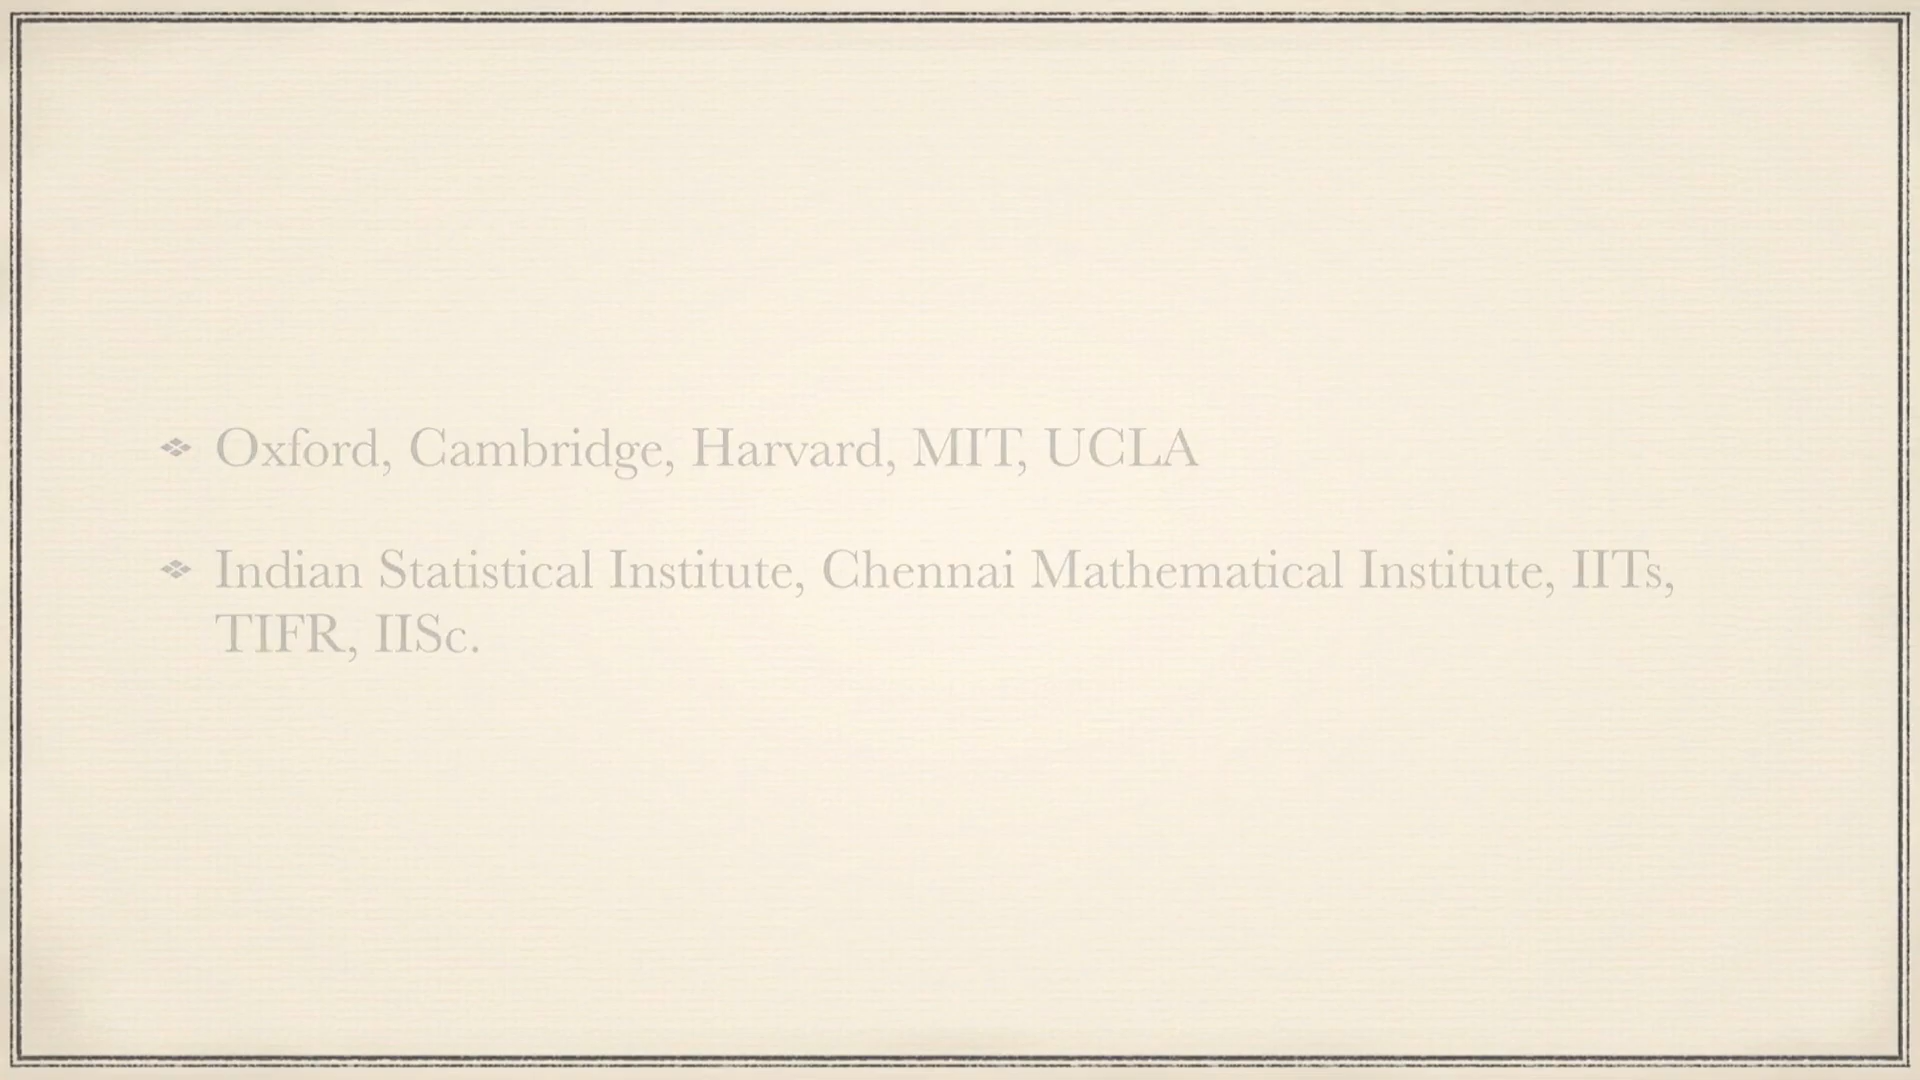 ❖ Oxford, Cambridge, Harvard, MIT, UCLA
❖ Indian Statistical Institute, Chennai Mathematical Institute, IITs,
TIFR, IISc.